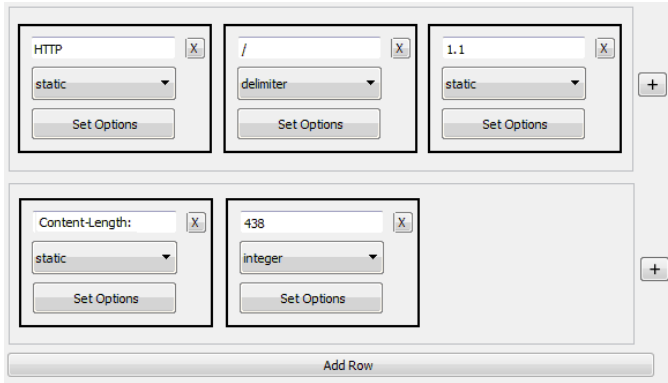 HTTP X / X 1.1 X
static delimiter static +
Set Options Set Options Set Options
Content-Length: X 438 X
static integer +
Set Options Set Options
Add Row